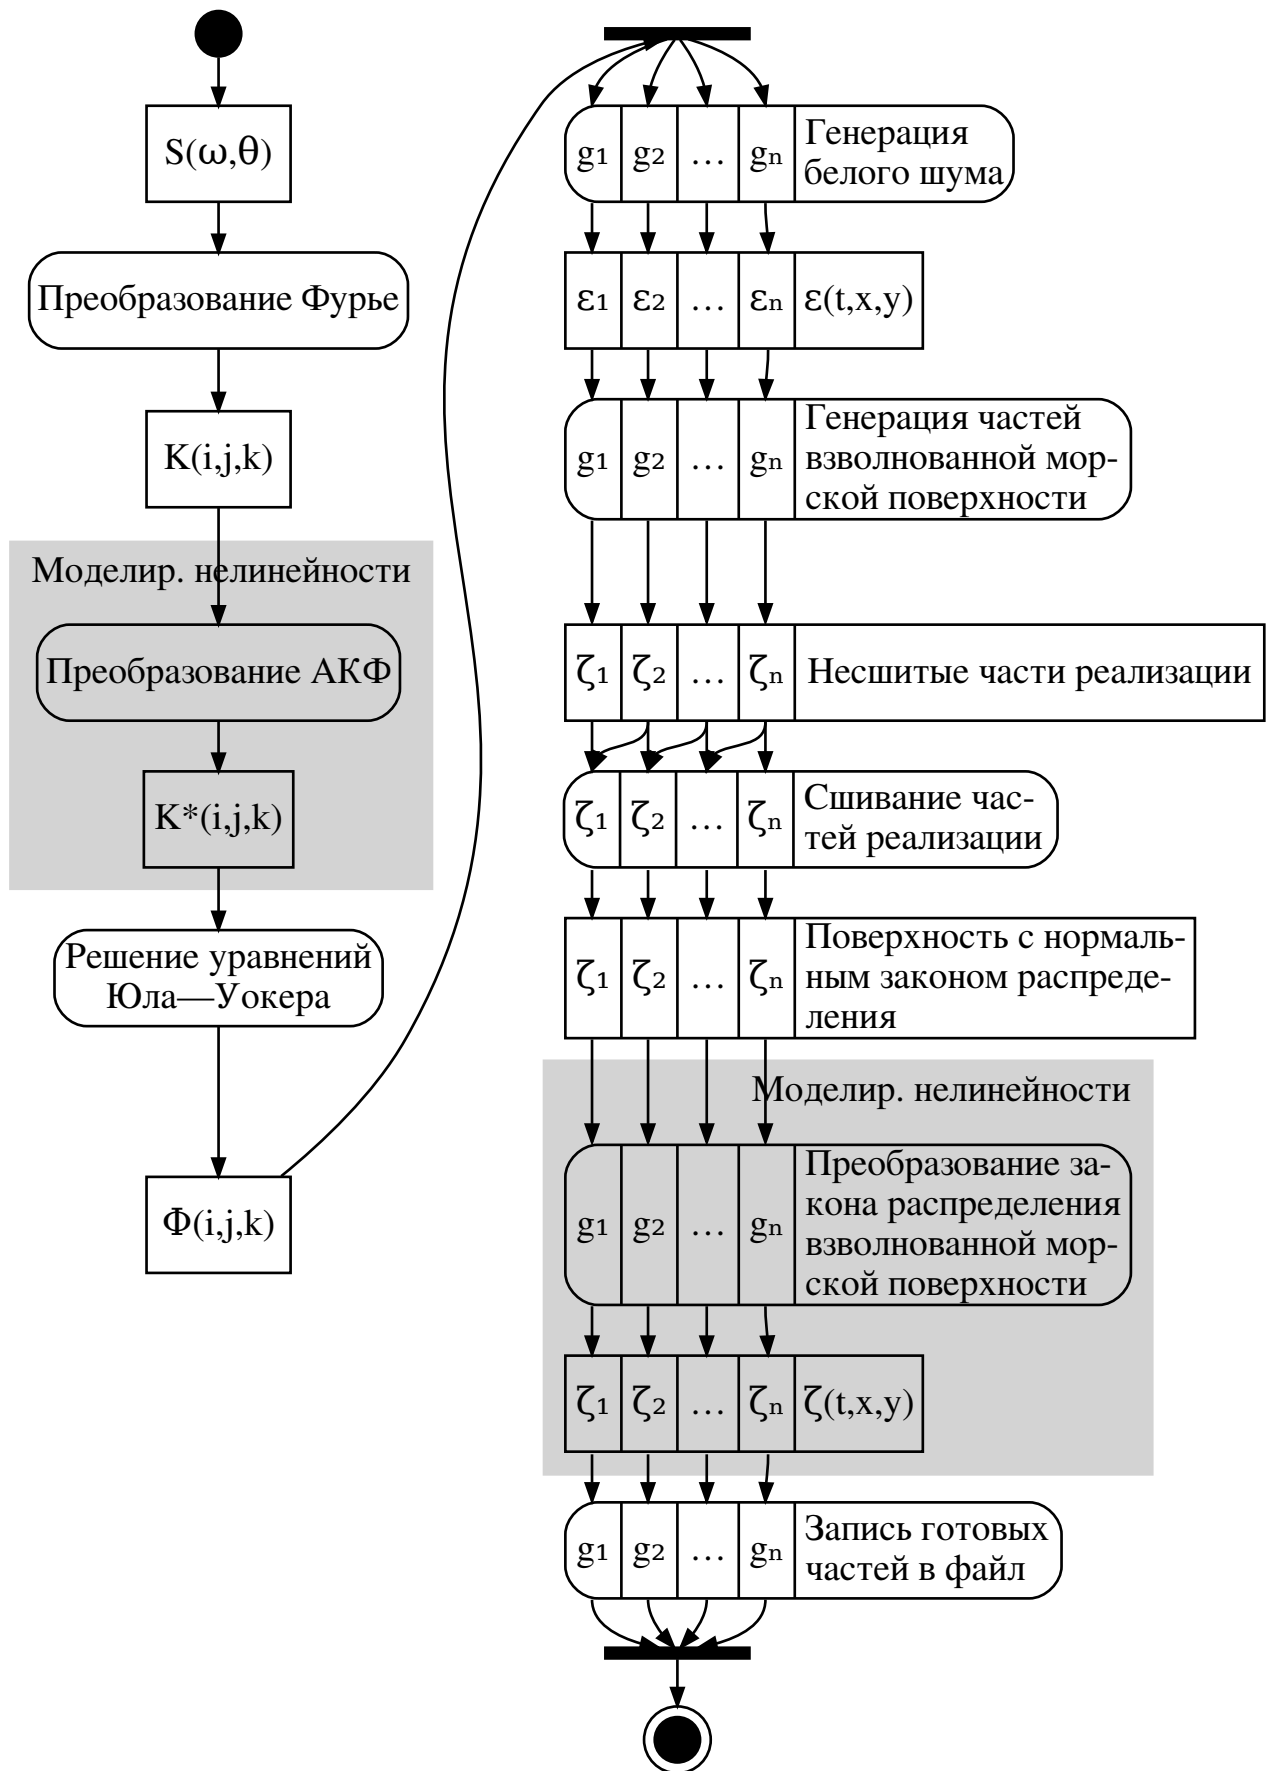 S(ω,θ)
Преобразование Фурье
K(i,j,k)
Моделир. нелинейности
Преобразование АКФ
K*(i,j,k)
Решение уравнений
Юла—Уокера
Φ(i,j,k)
g₁ g₂ … gₙ Генерация
белого шума
ε₁ ε₂ … εₙ ε(t,x,y)
g₁ g₂ … gₙ Генерация частей
взволнованной мор-
ской поверхности
ζ₁ ζ₂ … ζₙ Несшитые части реализации
ζ₁ ζ₂ … ζₙ Сшивание час-
тей реализации
ζ₁ ζ₂ … ζₙ Поверхность с нормаль-
ным законом распреде-
ления
Моделир. нелинейности
g₁ g₂ … gₙ Преобразование за-
кона распределения
взволнованной мор-
ской поверхности
ζ₁ ζ₂ … ζₙ ζ(t,x,y)
g₁ g₂ … gₙ Запись готовых
частей в файл